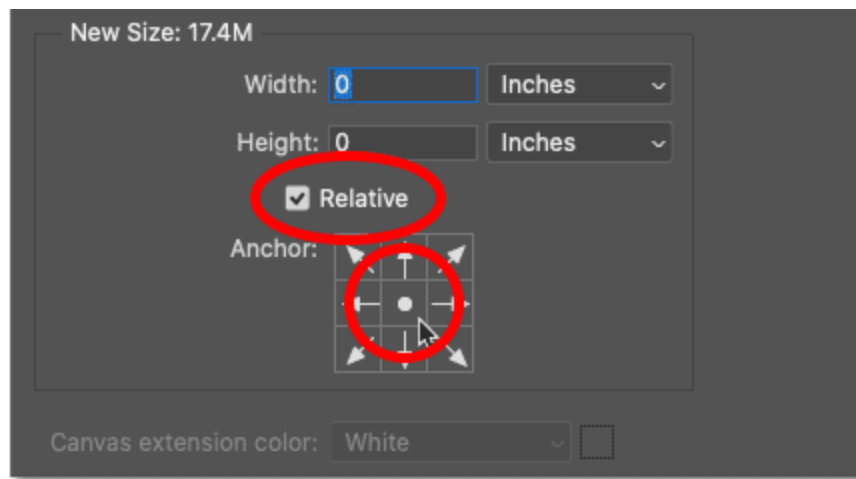 New Size: 17.4M
Width: 0 Inches
Height: 0 Inches
Relative
Anchor:
Canvas extension color: White